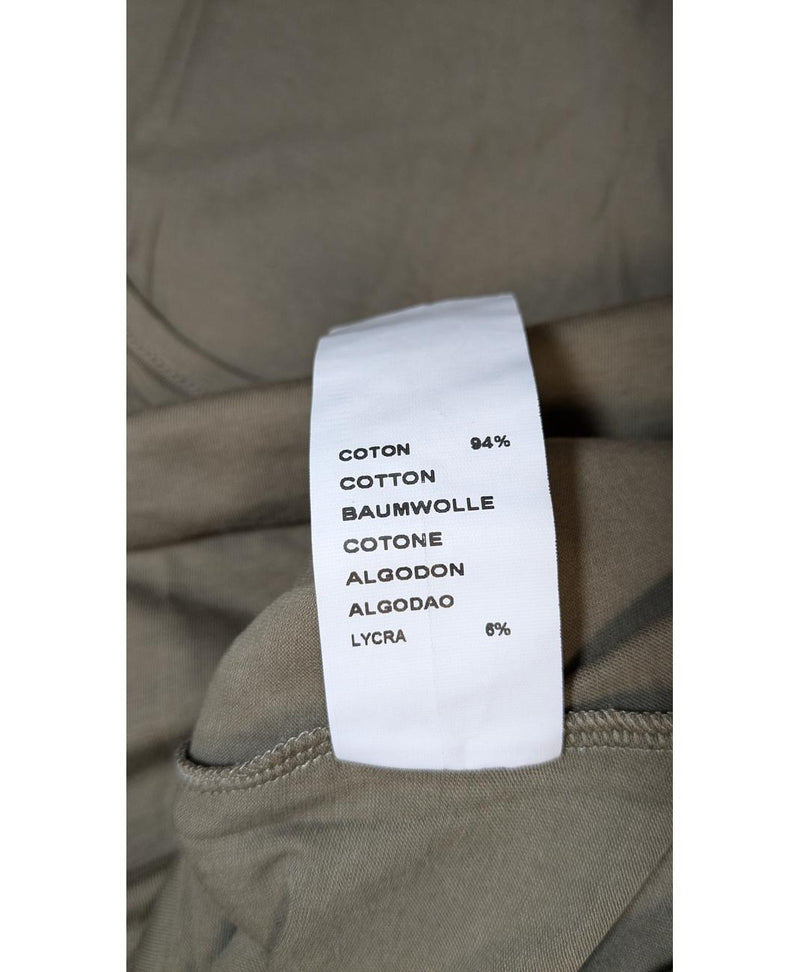 COTON 94%
COTTON
BAUMWOLLE
COTONE
ALGODON
ALGODAO
LYCRA 6%